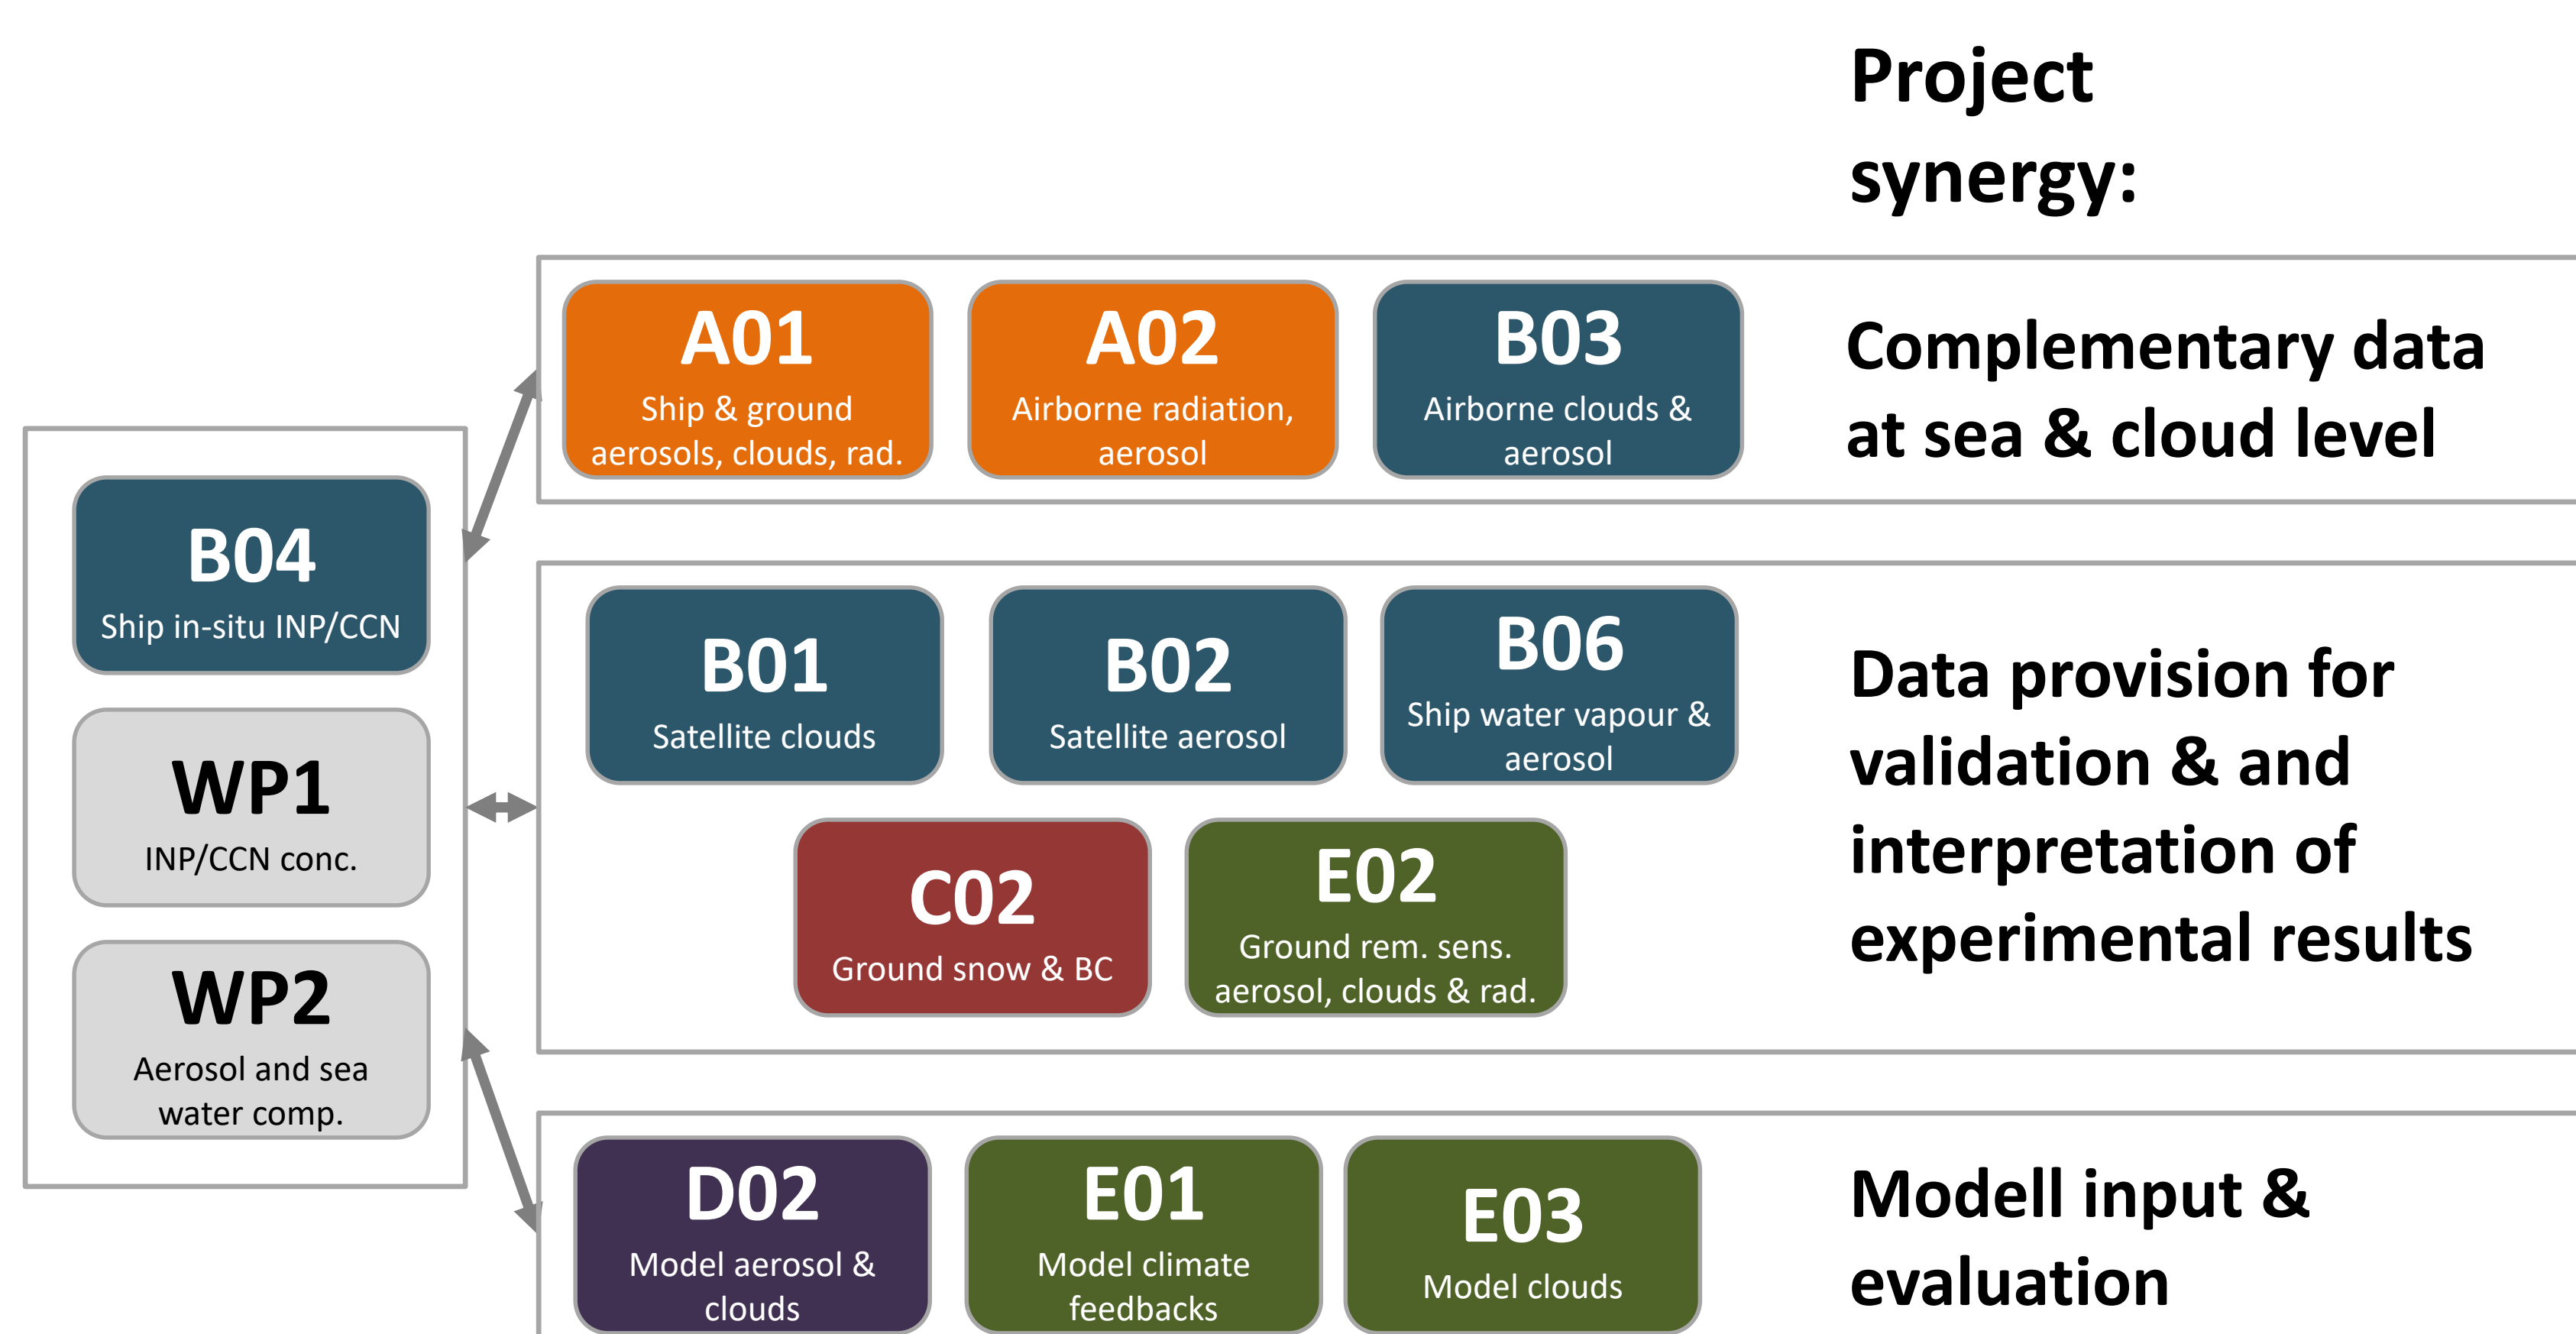 Project
synergy:
A01
Ship & ground
aerosols, clouds, rad.
A02
Airborne radiation,
aerosol
B03
Airborne clouds &
aerosol
Complementary data
at sea & cloud level
B04
Ship in-situ INP/CCN
WP1
INP/CCN conc.
WP2
Aerosol and sea
water comp.
B01
Satellite clouds
B02
Satellite aerosol
B06
Ship water vapour &
aerosol
C02
Ground snow & BC
E02
Ground rem. sens.
aerosol, clouds & rad.
Data provision for
validation & and
interpretation of
experimental results
D02
Model aerosol &
clouds
E01
Model climate
feedbacks
E03
Model clouds
Modell input &
evaluation